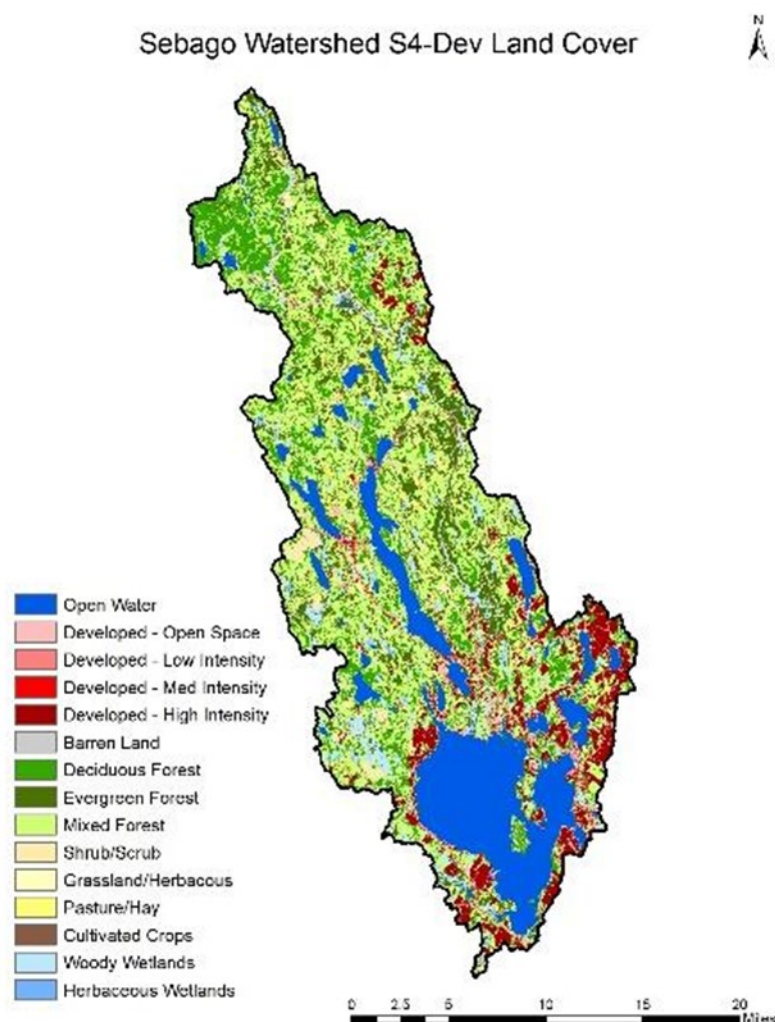 N
Sebago Watershed S4-Dev Land Cover
Open Water
Developed - Open Space
Developed - Low Intensity
Developed - Med Intensity
Developed - High Intensity
Barren Land
Deciduous Forest
Evergreen Forest
Mixed Forest
Shrub/Scrub
Grassland/Herbacous
Pasture/Hay
Cultivated Crops
Woody Wetlands
Herbaceous Wetlands
0 2.5 5 10 15 20
Miles